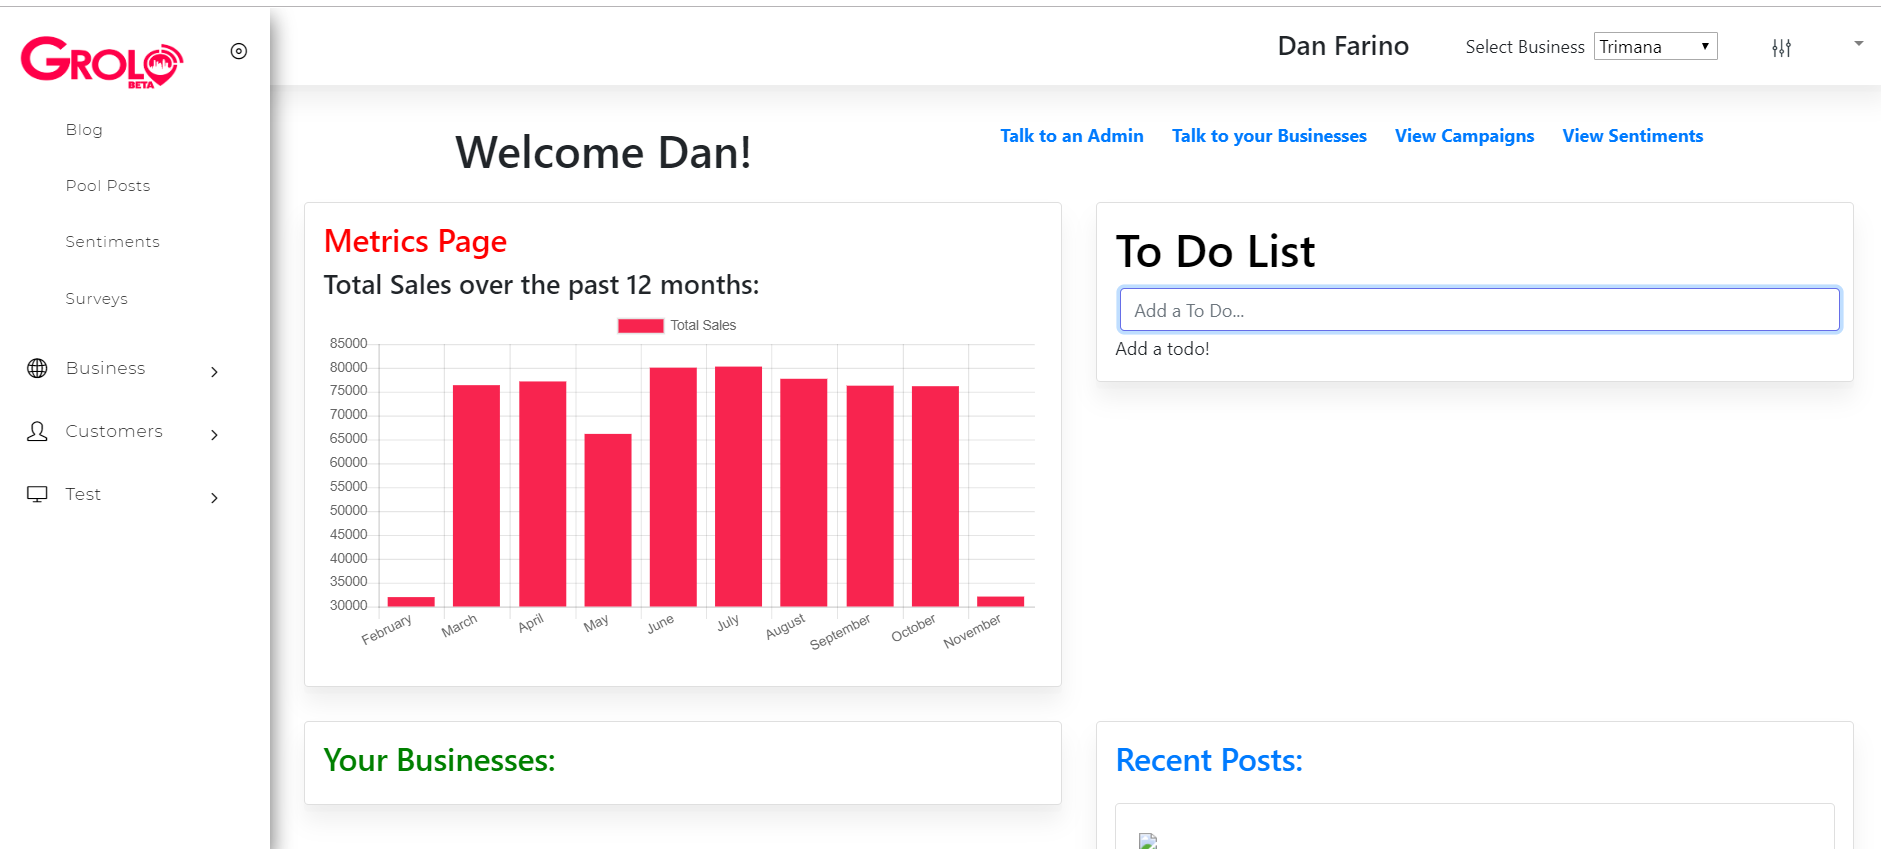 GROLO
BETA
Blog
Pool Posts
Sentiments
Surveys
Business
Customers
Test
Dan Farino
Select Business
Trimana
Welcome Dan!
Talk to an Admin
Talk to your Businesses
View Campaigns
View Sentiments
Metrics Page
Total Sales over the past 12 months:
Total Sales
85000
80000
75000
70000
65000
60000
55000
50000
45000
40000
35000
30000
February
March
April
May
June
July
August
September
October
November
To Do List
Add a To Do...
Add a todo!
Your Businesses:
Recent Posts: